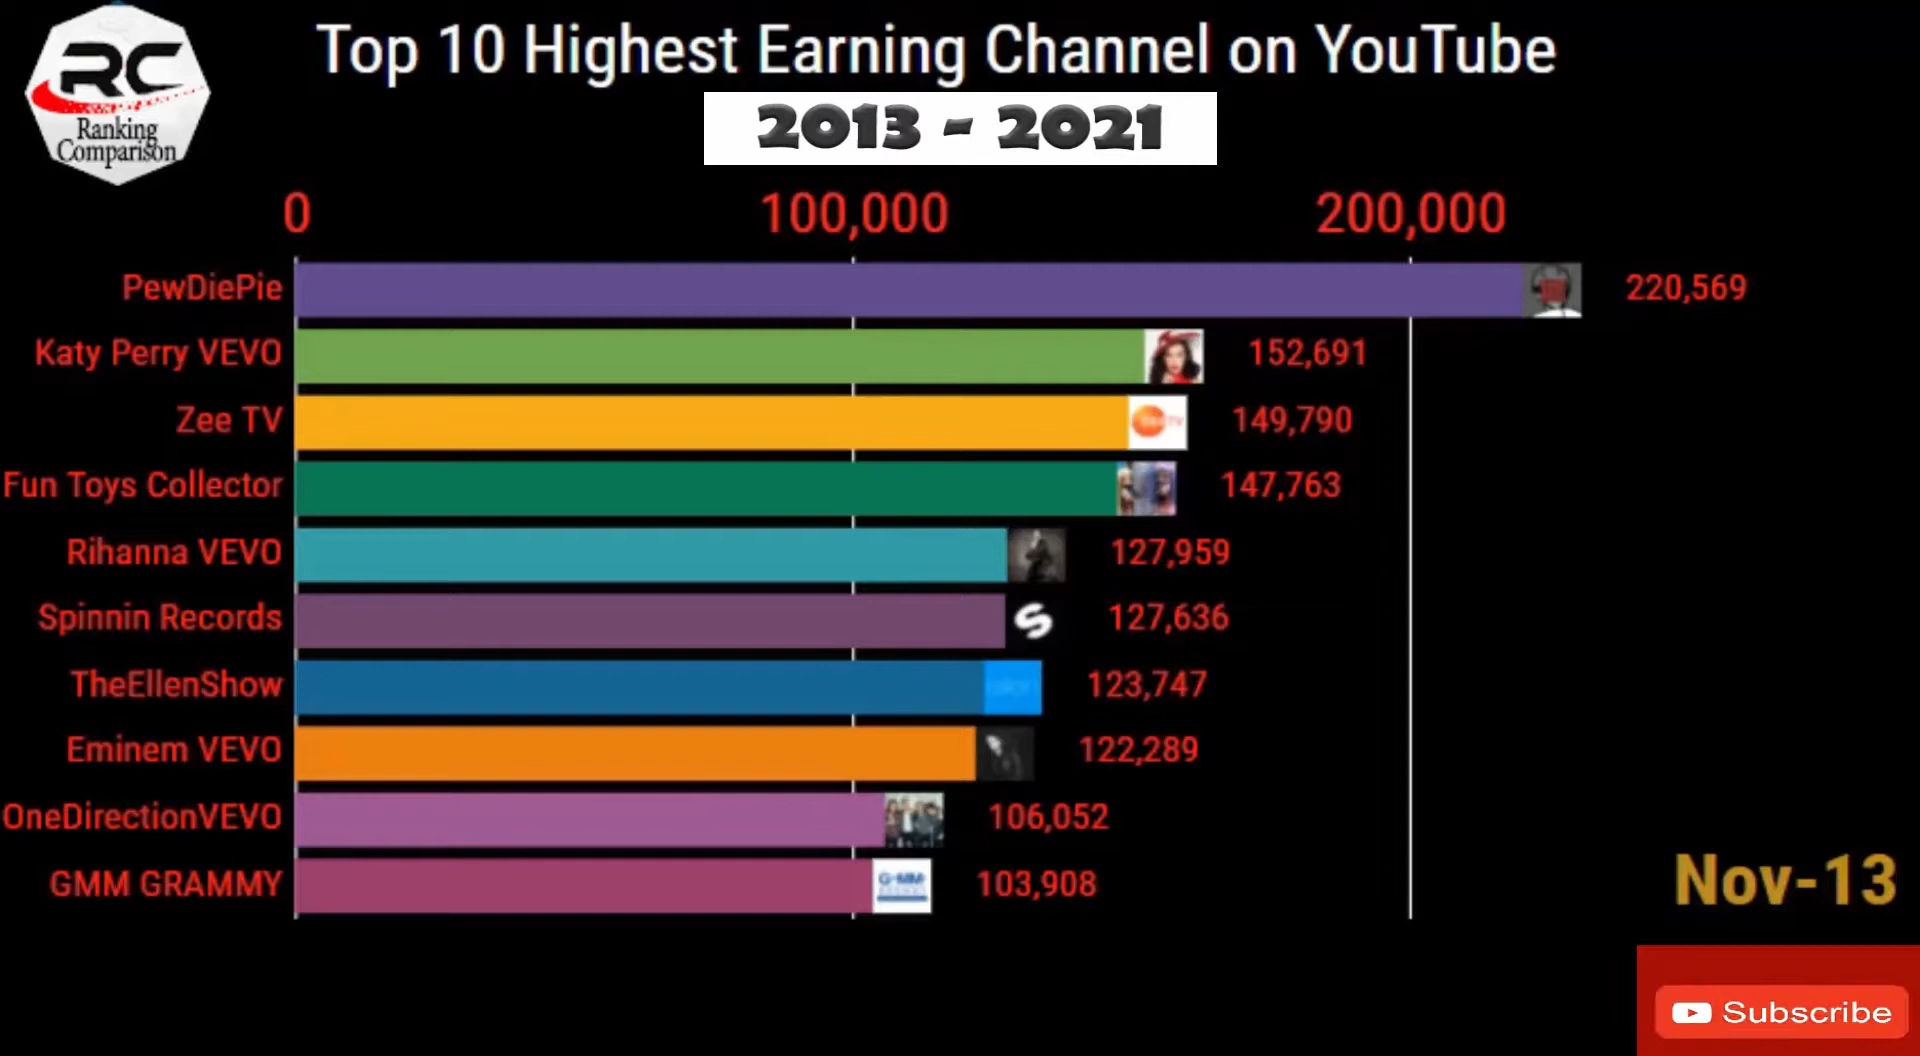 RC
Ranking
Comparison
Top 10 Highest Earning Channel on YouTube
2013 - 2021
0 100,000 200,000
PewDiePie 220,569
Katy Perry VEVO 152,691
Zee TV 149,790
Fun Toys Collector 147,763
Rihanna VEVO 127,959
Spinnin Records S 127,636
TheEllenShow 123,747
Eminem VEVO 122,289
OneDirectionVEVO 106,052
GMM GRAMMY 103,908
Nov-13
Subscribe